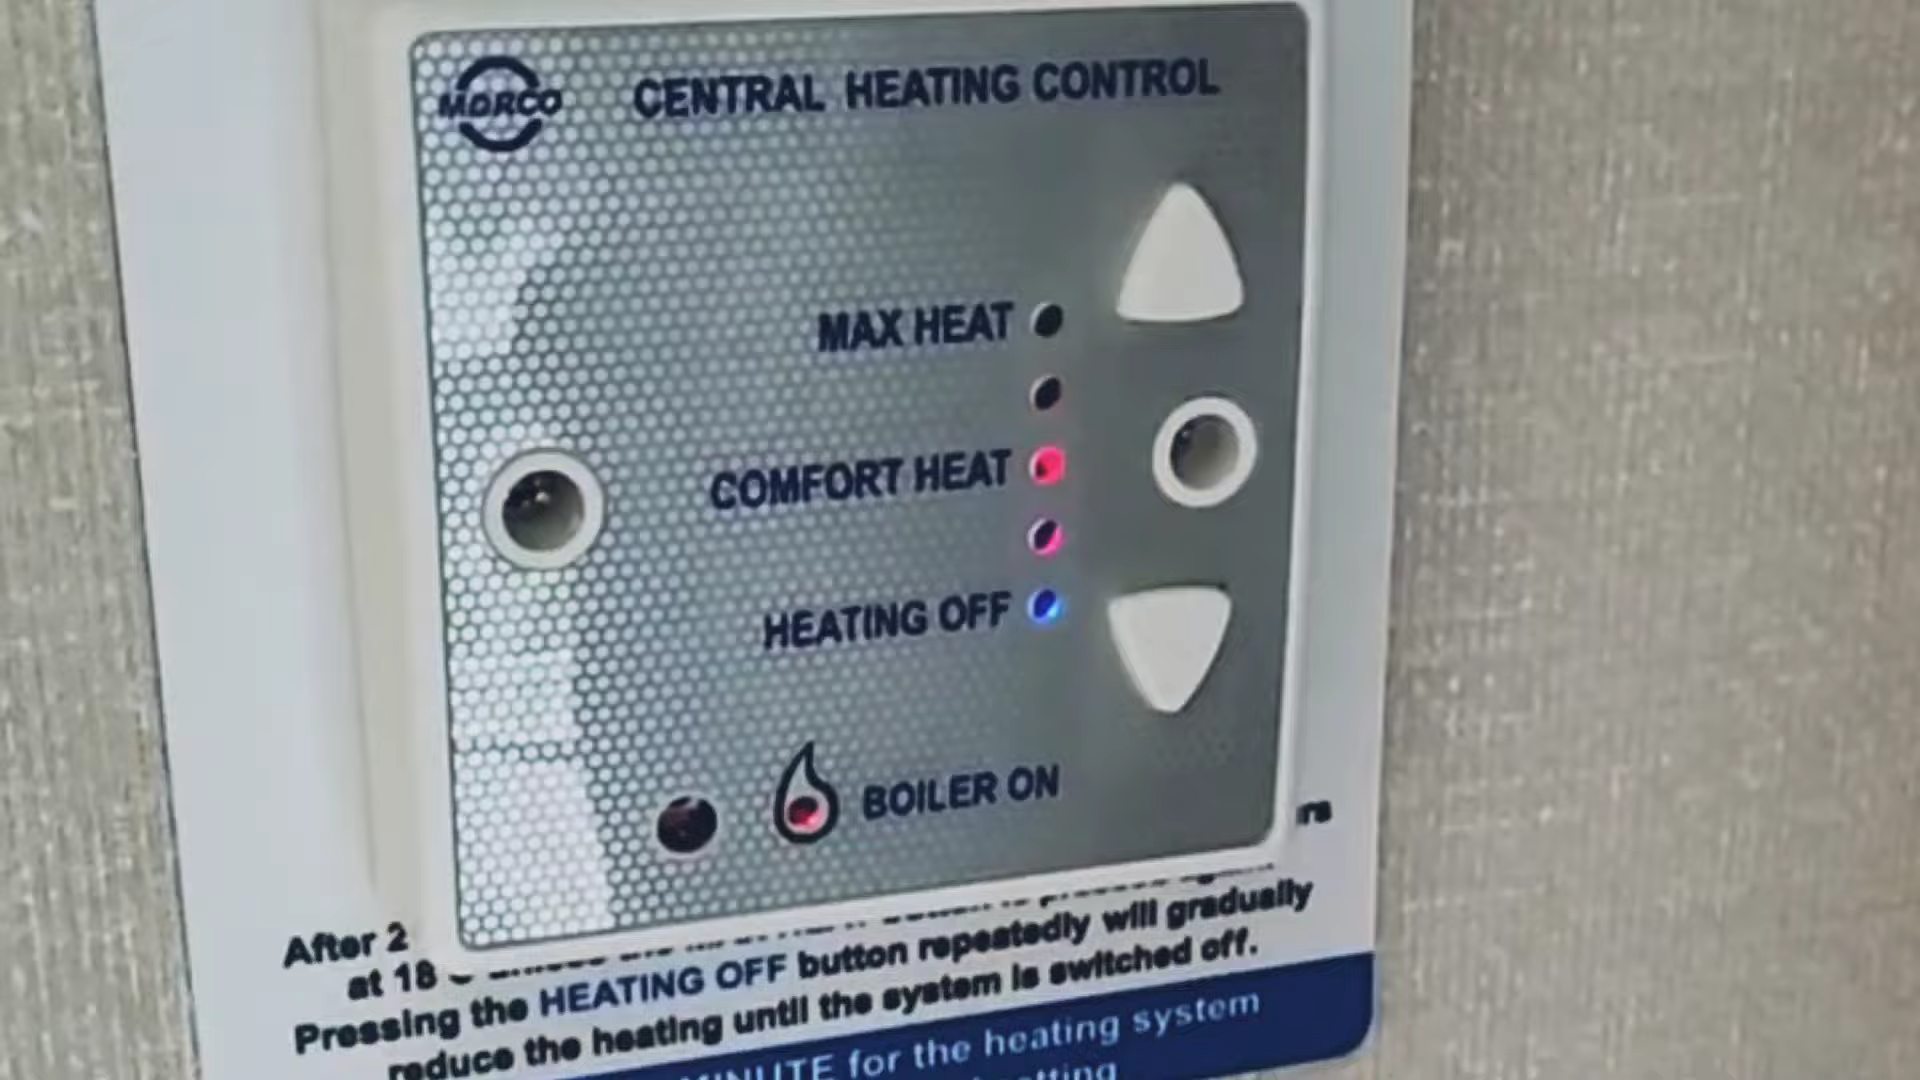 MORCO
CENTRAL HEATING CONTROL
MAX HEAT
COMFORT HEAT
HEATING OFF
BOILER ON
rs
After 2
at 18
Pressing the HEATING OFF button repeatedly will gradually
reduce the heating until the system is switched off.
MINUTE for the heating system
setting